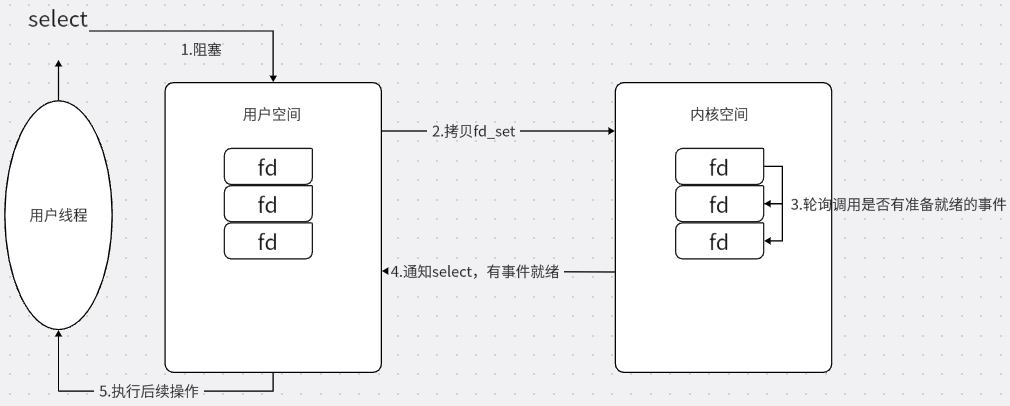 select
1.阻塞
用户空间
内核空间
2.拷贝fd_set
fd
fd
fd
fd
fd
fd
用户线程
3.轮询调用是否有准备就绪的事件
4.通知select，有事件就绪
5.执行后续操作